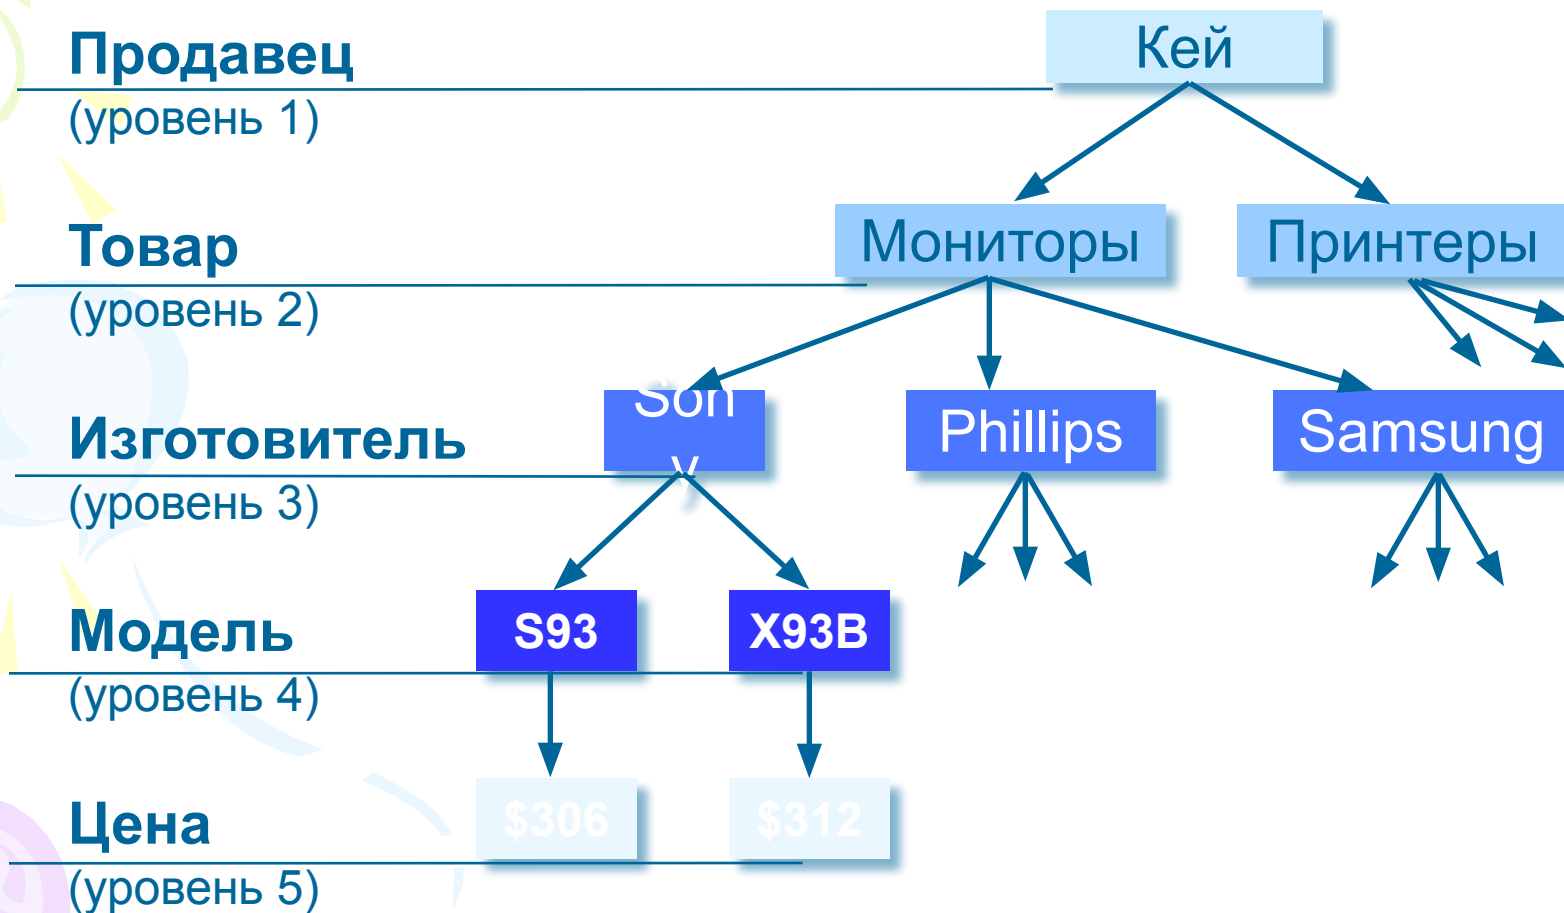 Продавец
Кей
(уровень 1)
Товар
Мониторы
Принтеры
(уровень 2)
Изготовитель
Son
y
Phillips
Samsung
(уровень 3)
Модель
S93
X93B
(уровень 4)
Цена
$306
$312
(уровень 5)